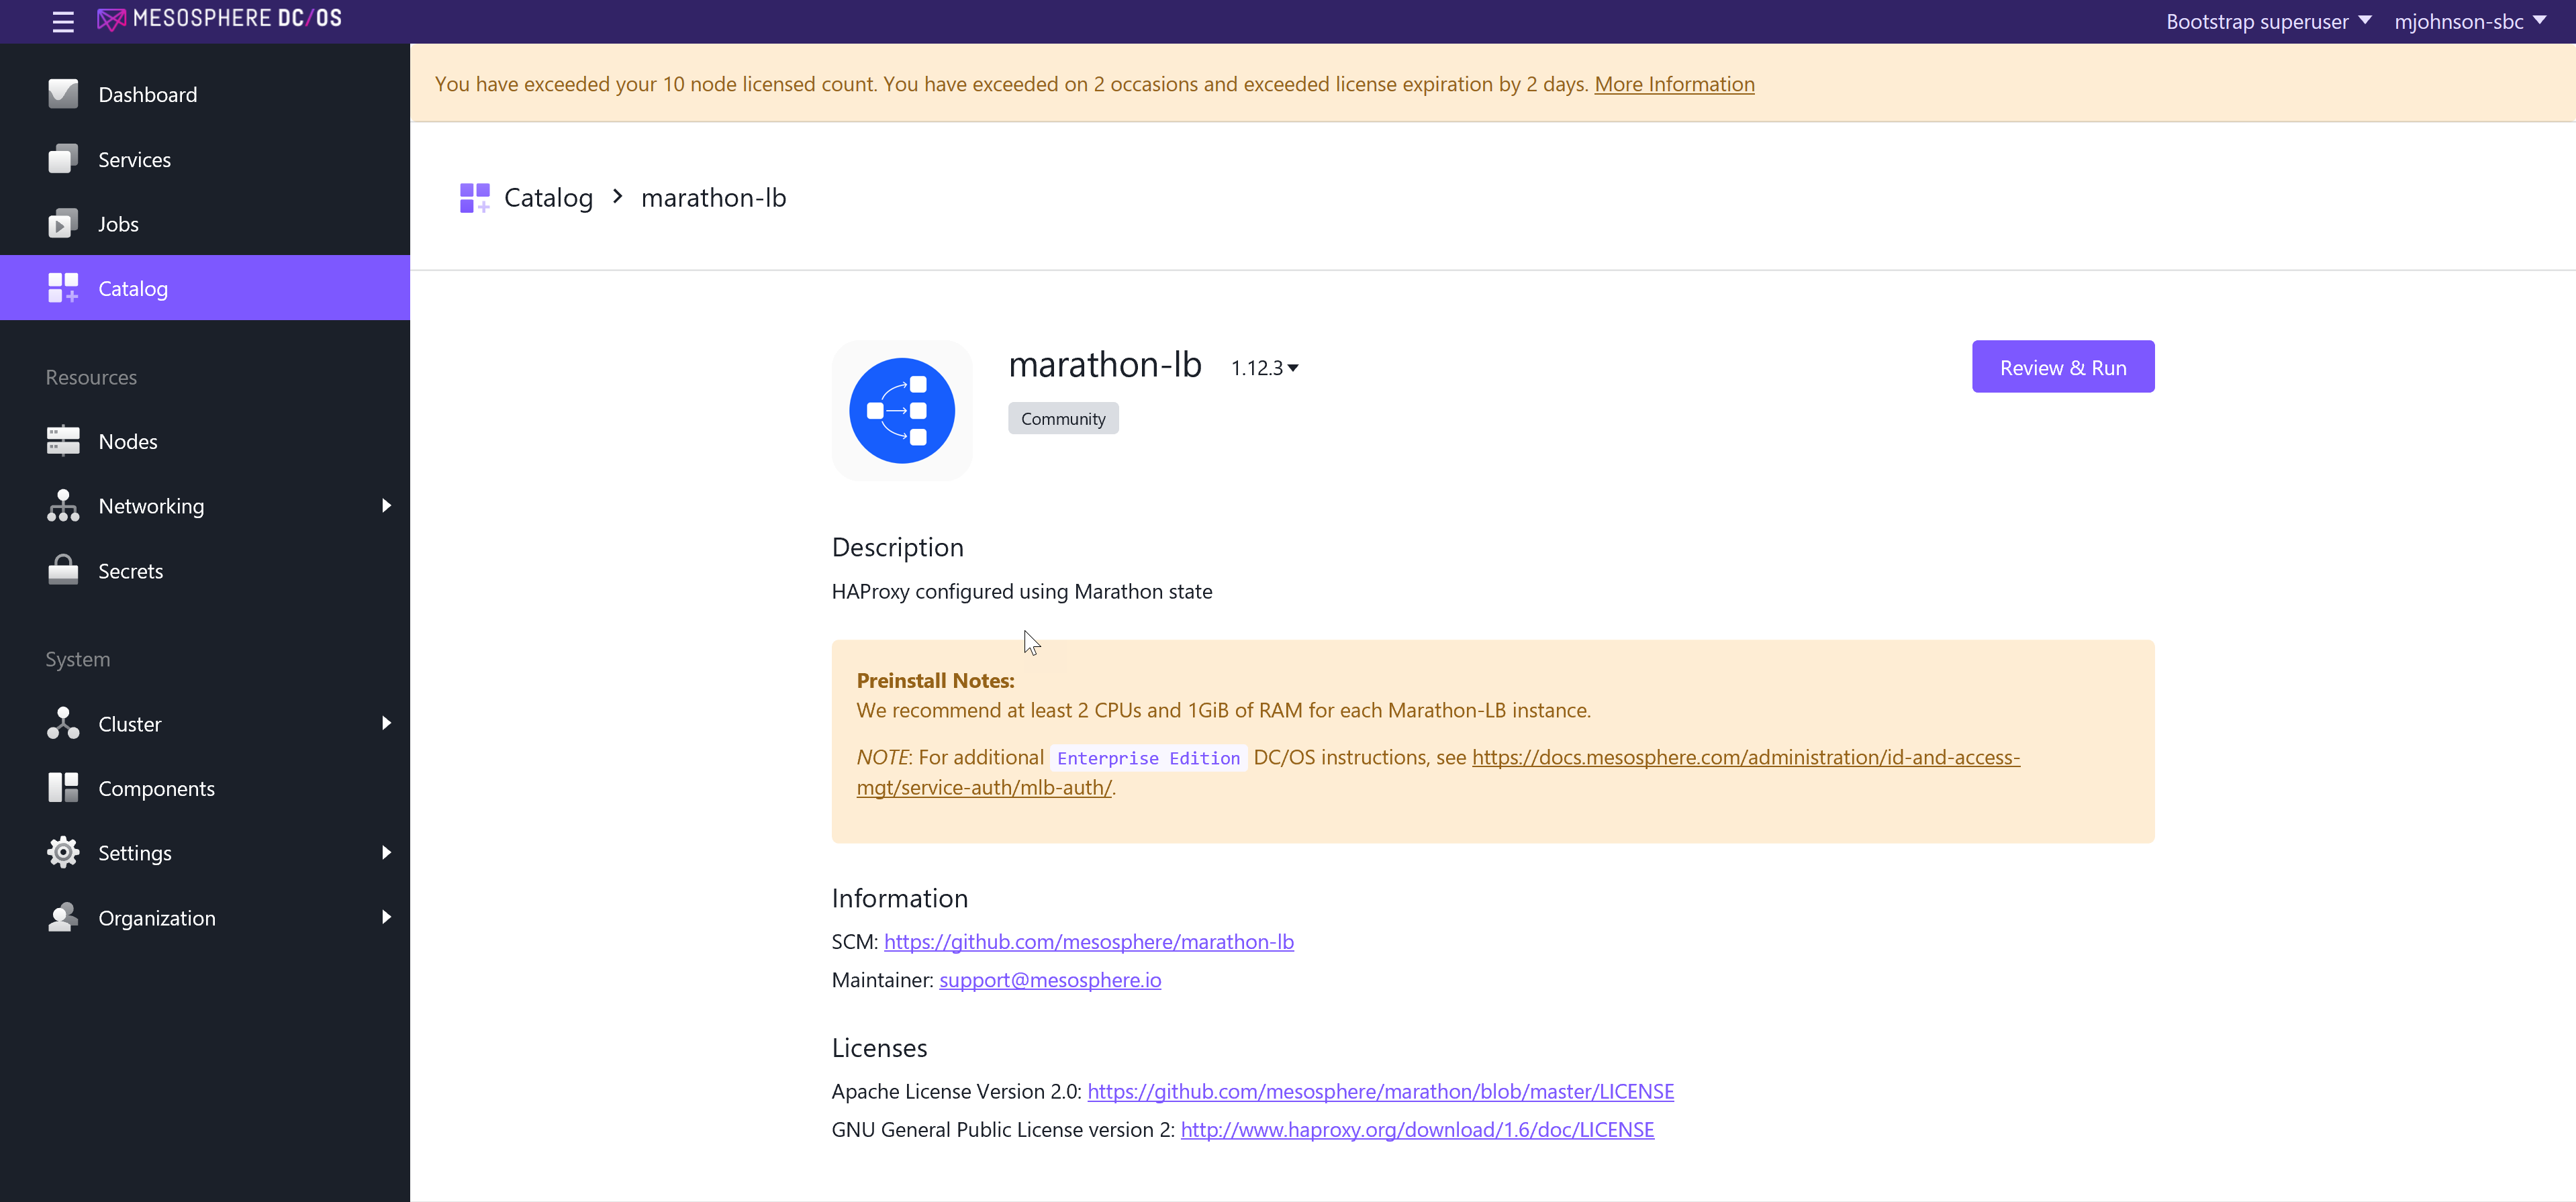 MESOSPHERE DC/OS
Bootstrap superuser
mjohnson-sbc
Dashboard
Services
Jobs
Catalog
Resources
Nodes
Networking
Secrets
System
Cluster
Components
Settings
Organization
You have exceeded your 10 node licensed count. You have exceeded on 2 occasions and exceeded license expiration by 2 days. More Information
Catalog > marathon-lb
marathon-lb 1.12.3
Review & Run
Community
Description
HAProxy configured using Marathon state
Preinstall Notes:
We recommend at least 2 CPUs and 1GiB of RAM for each Marathon-LB instance.
NOTE: For additional Enterprise Edition DC/OS instructions, see https://docs.mesosphere.com/administration/id-and-access-
mgt/service-auth/mlb-auth/.
Information
SCM: https://github.com/mesosphere/marathon-lb
Maintainer: support@mesosphere.io
Licenses
Apache License Version 2.0: https://github.com/mesosphere/marathon/blob/master/LICENSE
GNU General Public License version 2: http://www.haproxy.org/download/1.6/doc/LICENSE